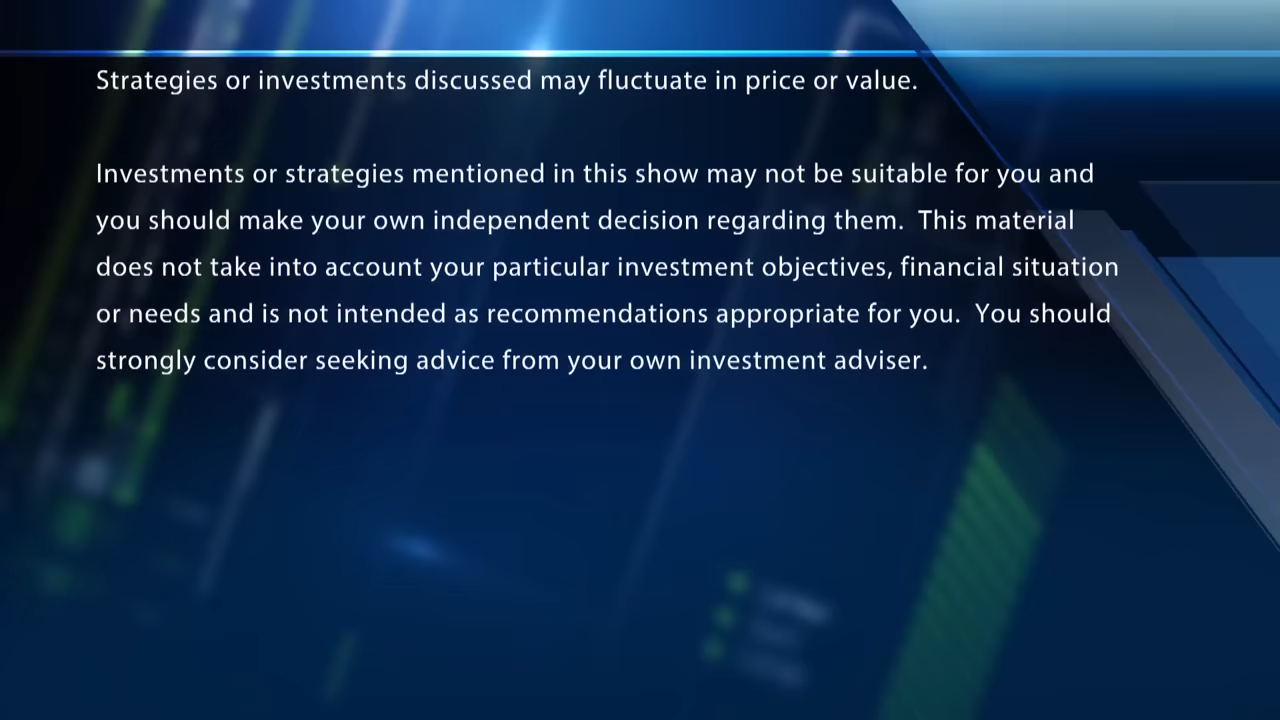 Strategies or investments discussed may fluctuate in price or value.
Investments or strategies mentioned in this show may not be suitable for you and
you should make your own independent decision regarding them.  This material
does not take into account your particular investment objectives, financial situation
or needs and is not intended as recommendations appropriate for you.  You should
strongly consider seeking advice from your own investment adviser.